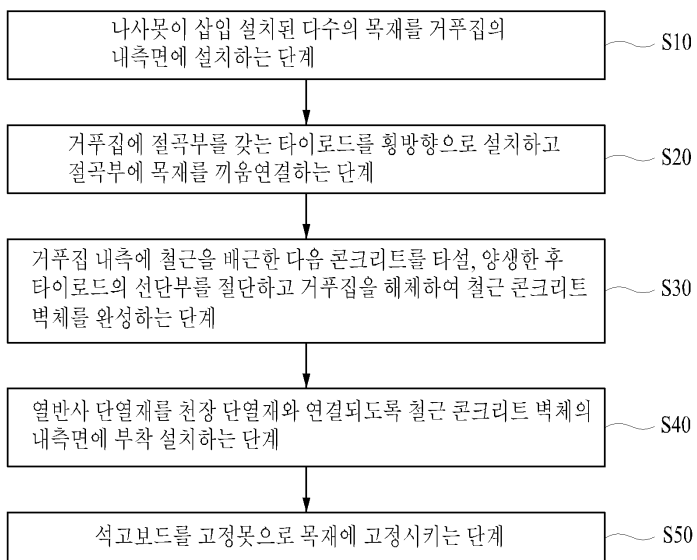 나사못이 삽입 설치된 다수의 목재를 거푸집의
내측면에 설치하는 단계
S10
거푸집에 절곡부를 갖는 타이로드를 횡방향으로 설치하고
절곡부에 목재를 끼움연결하는 단계
S20
거푸집 내측에 철근을 배근한 다음 콘크리트를 타설, 양생한 후
타이로드의 선단부를 절단하고 거푸집을 해체하여 철근 콘크리트
벽체를 완성하는 단계
S30
열반사 단열재를 천장 단열재와 연결되도록 철근 콘크리트 벽체의
내측면에 부착 설치하는 단계
S40
석고보드를 고정못으로 목재에 고정시키는 단계
S50